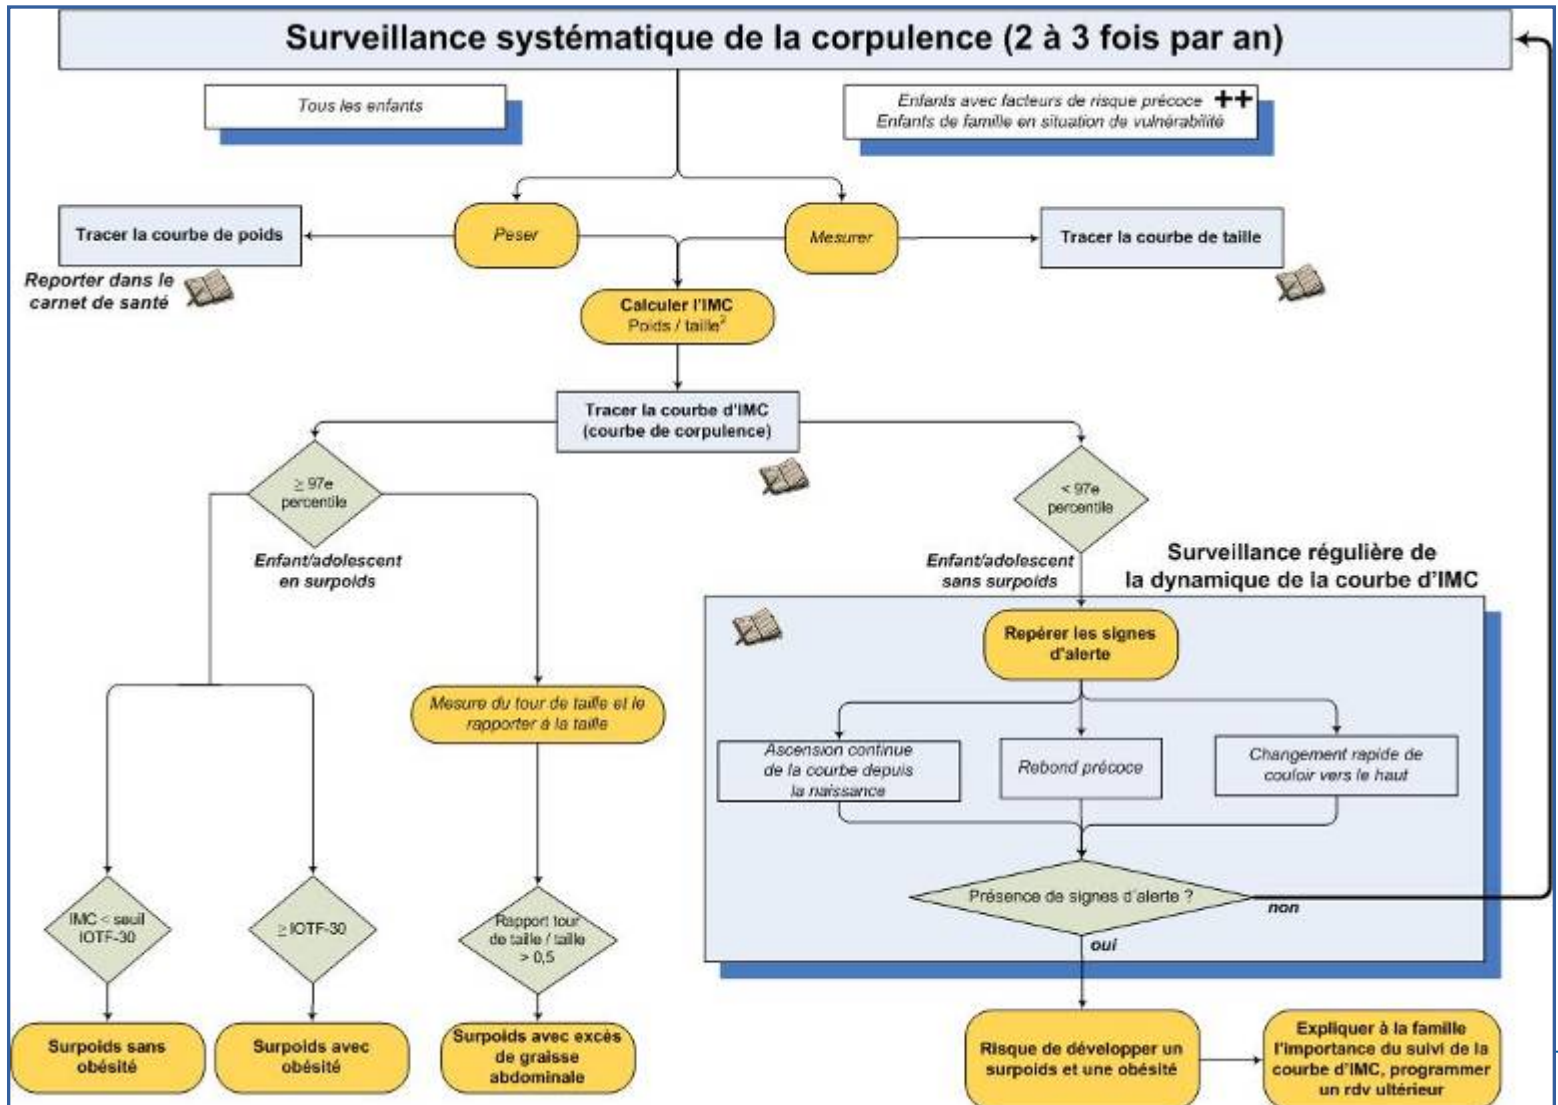 Surveillance systématique de la corpulence (2 à 3 fois par an)
Tous les enfants
Enfants avec facteurs de risque précoce ++
Enfants de famille en situation de vulnérabilité
Tracer la courbe de poids
Peser
Mesurer
Tracer la courbe de taille
Reporter dans le
carnet de santé
Calculer l'IMC
Poids / taille²
Tracer la courbe d'IMC
(courbe de corpulence)
≥ 97e
percentile
< 97e
percentile
Enfant/adolescent
en surpoids
Enfant/adolescent
sans surpoids
Surveillance régulière de
la dynamique de la courbe d'IMC
Repérer les signes
d'alerte
Mesure du tour de taille et le
rapporter à la taille
Ascension continue
de la courbe depuis
la naissance
Rebond précoce
Changement rapide de
couloir vers le haut
Présence de signes d'alerte ?
non
oui
IMC < seuil
IOTF-30
≥ IOTF-30
Rapport tour
de taille / taille
> 0,5
Surpoids sans
obésité
Surpoids avec
obésité
Surpoids avec excès
de graisse
abdominale
Risque de développer un
surpoids et une obésité
Expliquer à la famille
l'importance du suivi de la
courbe d'IMC, programmer
un rdv ultérieur